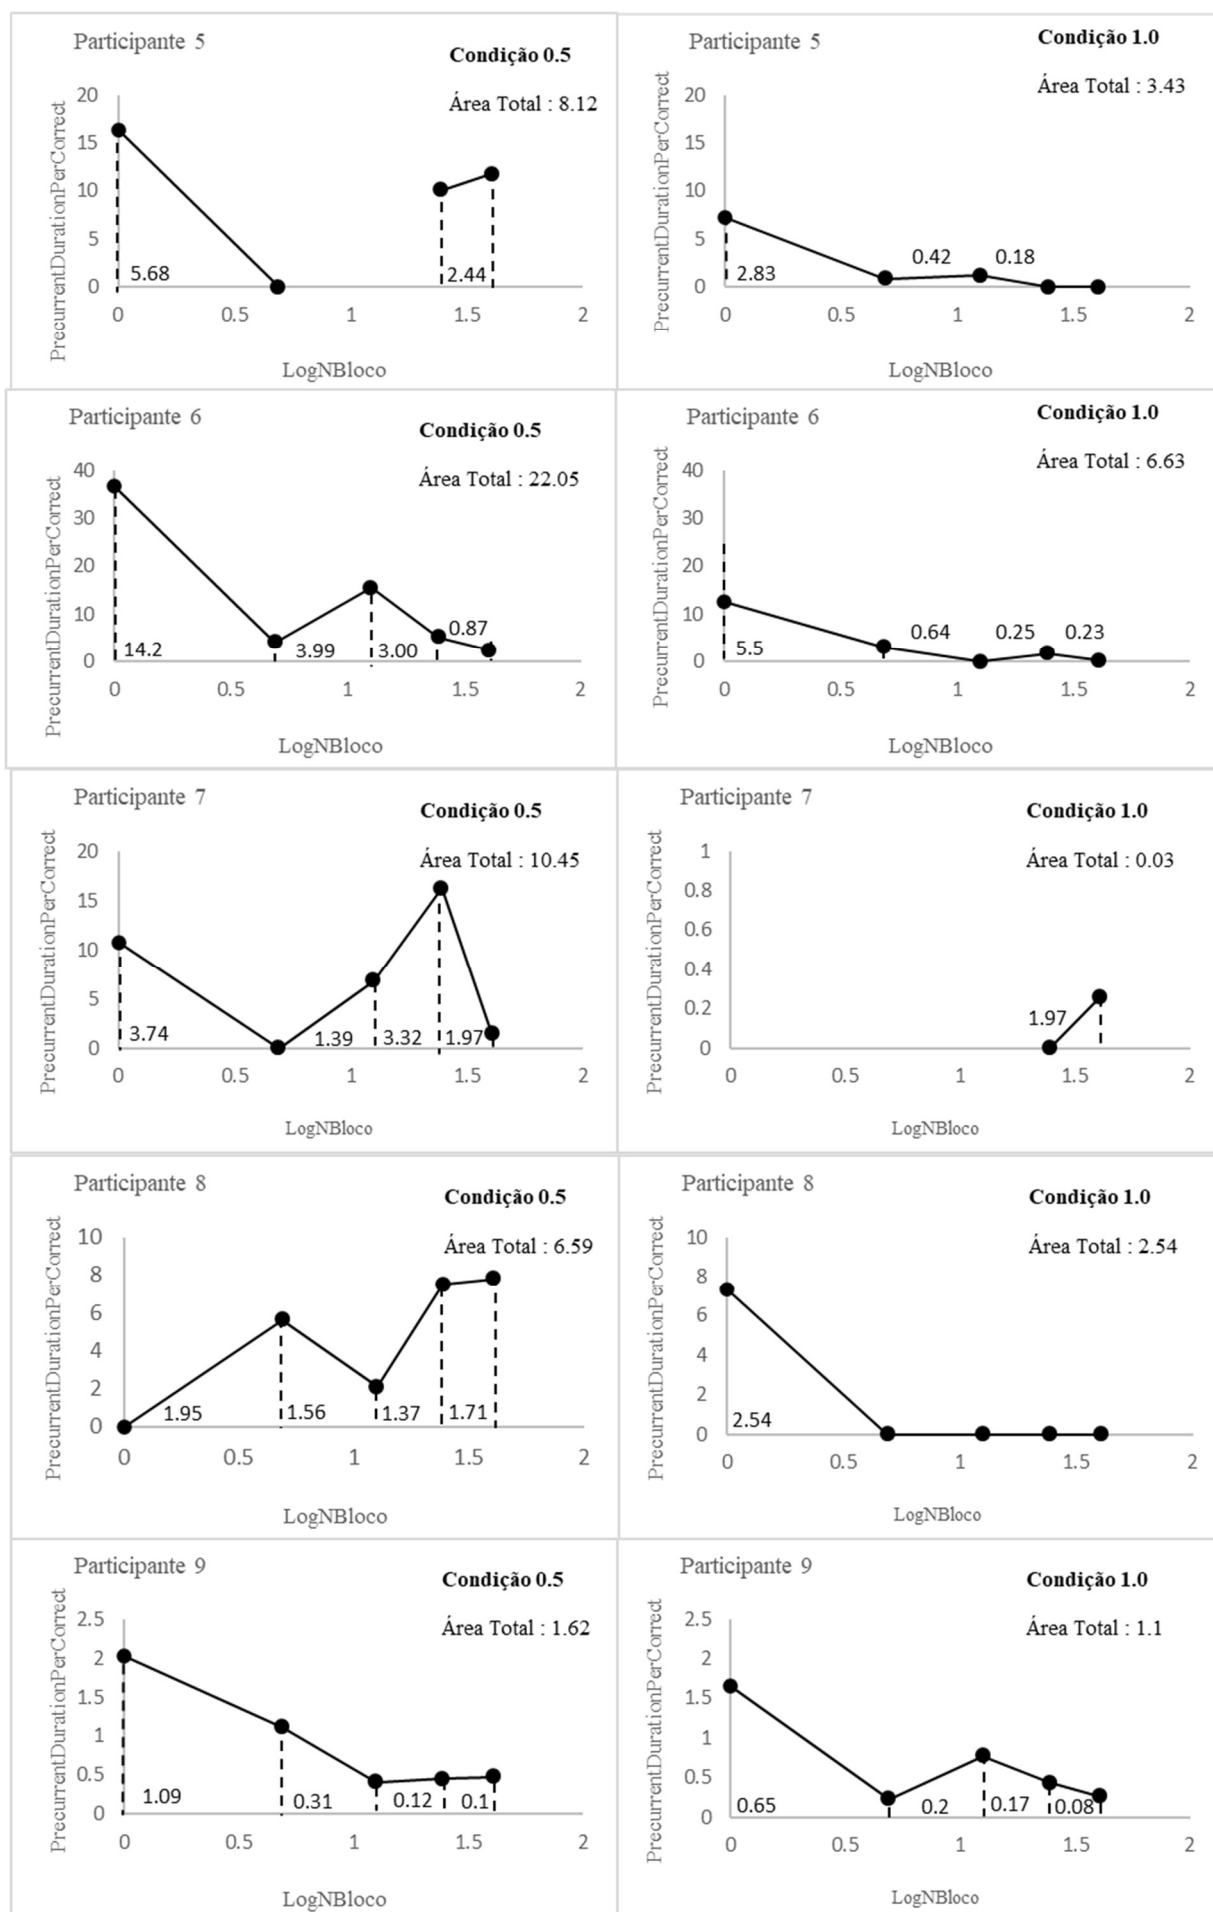 Participante 5
Condição 0.5
Área Total : 8.12
PrecurrentDurationPerCorrect
20
15
10
5
0
5.68
2.44
0 0.5 1 1.5 2
LogNBloco
Participante 5
Condição 1.0
Área Total : 3.43
PrecurrentDurationPerCorrect
20
15
10
5
0
0.42 0.18
2.83
0 0.5 1 1.5 2
LogNBloco
Participante 6
Condição 0.5
Área Total : 22.05
PrecurrentDurationPerCorrect
40
30
20
10
0
0.87
14.2 3.99 3.00
0 0.5 1 1.5 2
LogNBloco
Participante 6
Condição 1.0
Área Total : 6.63
PrecurrentDurationPerCorrect
40
30
20
10
0
0.64 0.25 0.23
5.5
0 0.5 1 1.5 2
LogNBloco
Participante 7
Condição 0.5
Área Total : 10.45
PrecurrentDurationPerCorrect
20
15
10
5
0
3.74 1.39 3.32 1.97
0 0.5 1 1.5 2
LogNBloco
Participante 7
Condição 1.0
Área Total : 0.03
PrecurrentDurationPerCorrect
1
0.8
0.6
0.4
0.2
0
1.97
0 0.5 1 1.5 2
LogNBloco
Participante 8
Condição 0.5
Área Total : 6.59
PrecurrentDurationPerCorrect
10
8
6
4
2
0
1.95 1.56 1.37 1.71
0 0.5 1 1.5 2
LogNBloco
Participante 8
Condição 1.0
Área Total : 2.54
PrecurrentDurationPerCorrect
10
8
6
4
2
0
2.54
0 0.5 1 1.5 2
LogNBloco
Participante 9
Condição 0.5
Área Total : 1.62
PrecurrentDurationPerCorrect
2.5
2
1.5
1
0.5
0
1.09 0.31 0.12 0.1
0 0.5 1 1.5 2
LogNBloco
Participante 9
Condição 1.0
Área Total : 1.1
PrecurrentDurationPerCorrect
2.5
2
1.5
1
0.5
0
0.65 0.2 0.17 0.08
0 0.5 1 1.5 2
LogNBloco